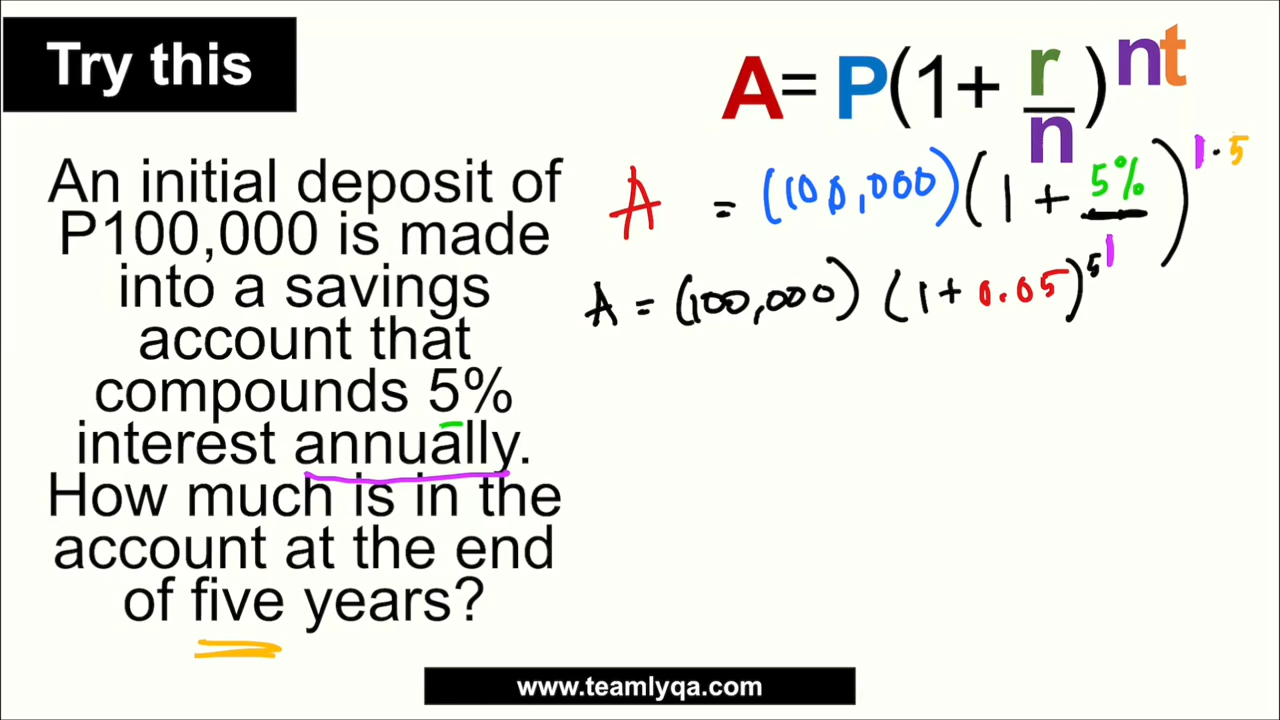 Try this
An initial deposit of
P100,000 is made
into a savings
account that
compounds 5%
interest annually.
How much is in the
account at the end
of five years?
A = P(1 + r/n)^nt
A = (100,000)(1 + 5%/1)^1·5
A = (100,000) (1 + 0.05)^5
www.teamlyqa.com